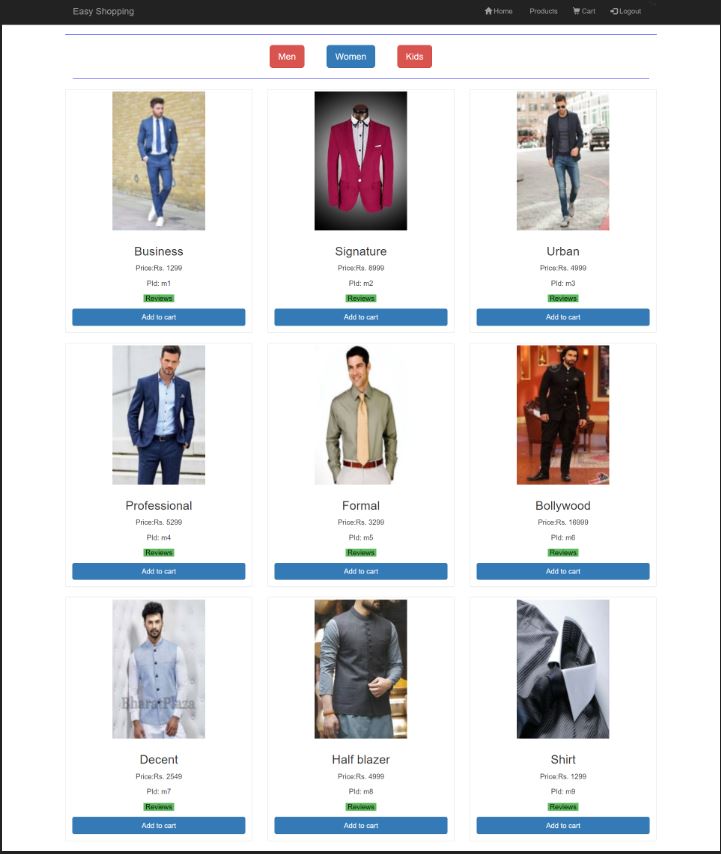 Easy Shopping Home Products Cart Logout
Men Women Kids
Business
Price:Rs. 1299
PId: m1
Reviews
Add to cart
Signature
Price:Rs. 8999
PId: m2
Reviews
Add to cart
Urban
Price:Rs. 4999
PId: m3
Reviews
Add to cart
Professional
Price:Rs. 5299
PId: m4
Reviews
Add to cart
Formal
Price:Rs. 3299
PId: m5
Reviews
Add to cart
Bollywood
Price:Rs. 16999
PId: m6
Reviews
Add to cart
BharatPlaza
Decent
Price:Rs. 2549
PId: m7
Reviews
Add to cart
Half blazer
Price:Rs. 4999
PId: m8
Reviews
Add to cart
Shirt
Price:Rs. 1299
PId: m9
Reviews
Add to cart